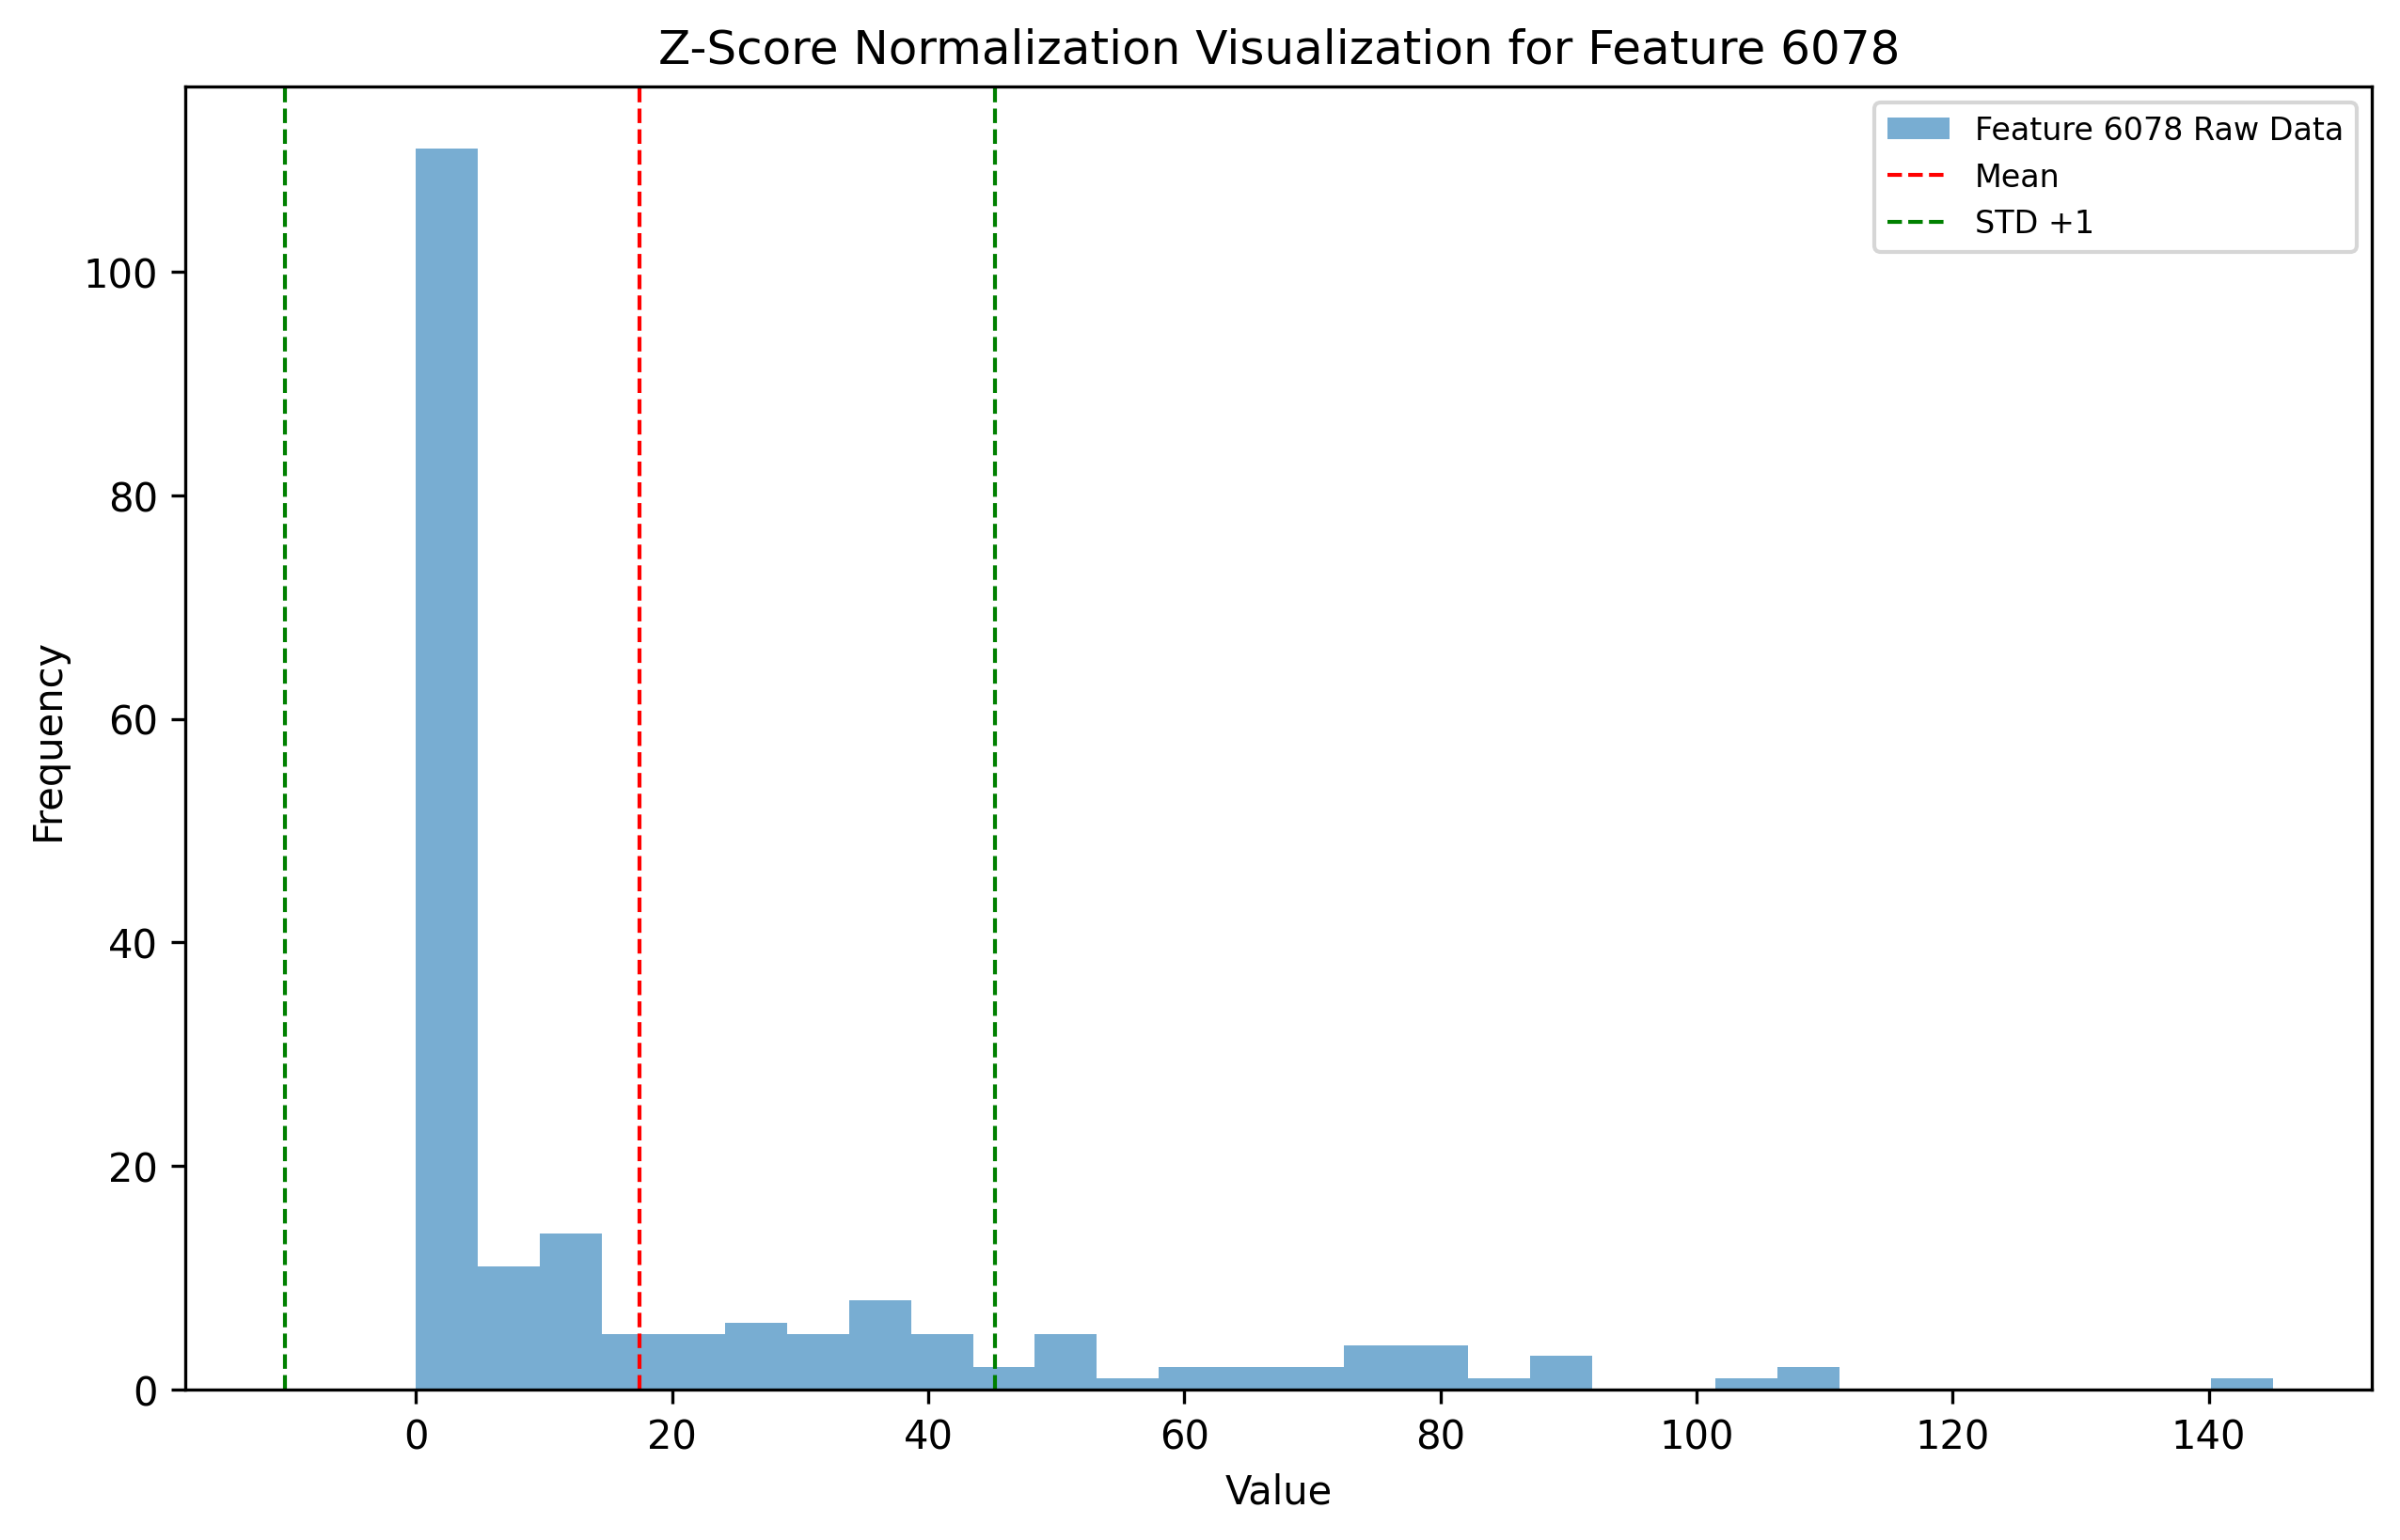 Z-Score Normalization Visualization for Feature 6078
Feature 6078 Raw Data
Mean
STD +1
100
80
60
40
20
0
Frequency
0 20 40 60 80 100 120 140
Value